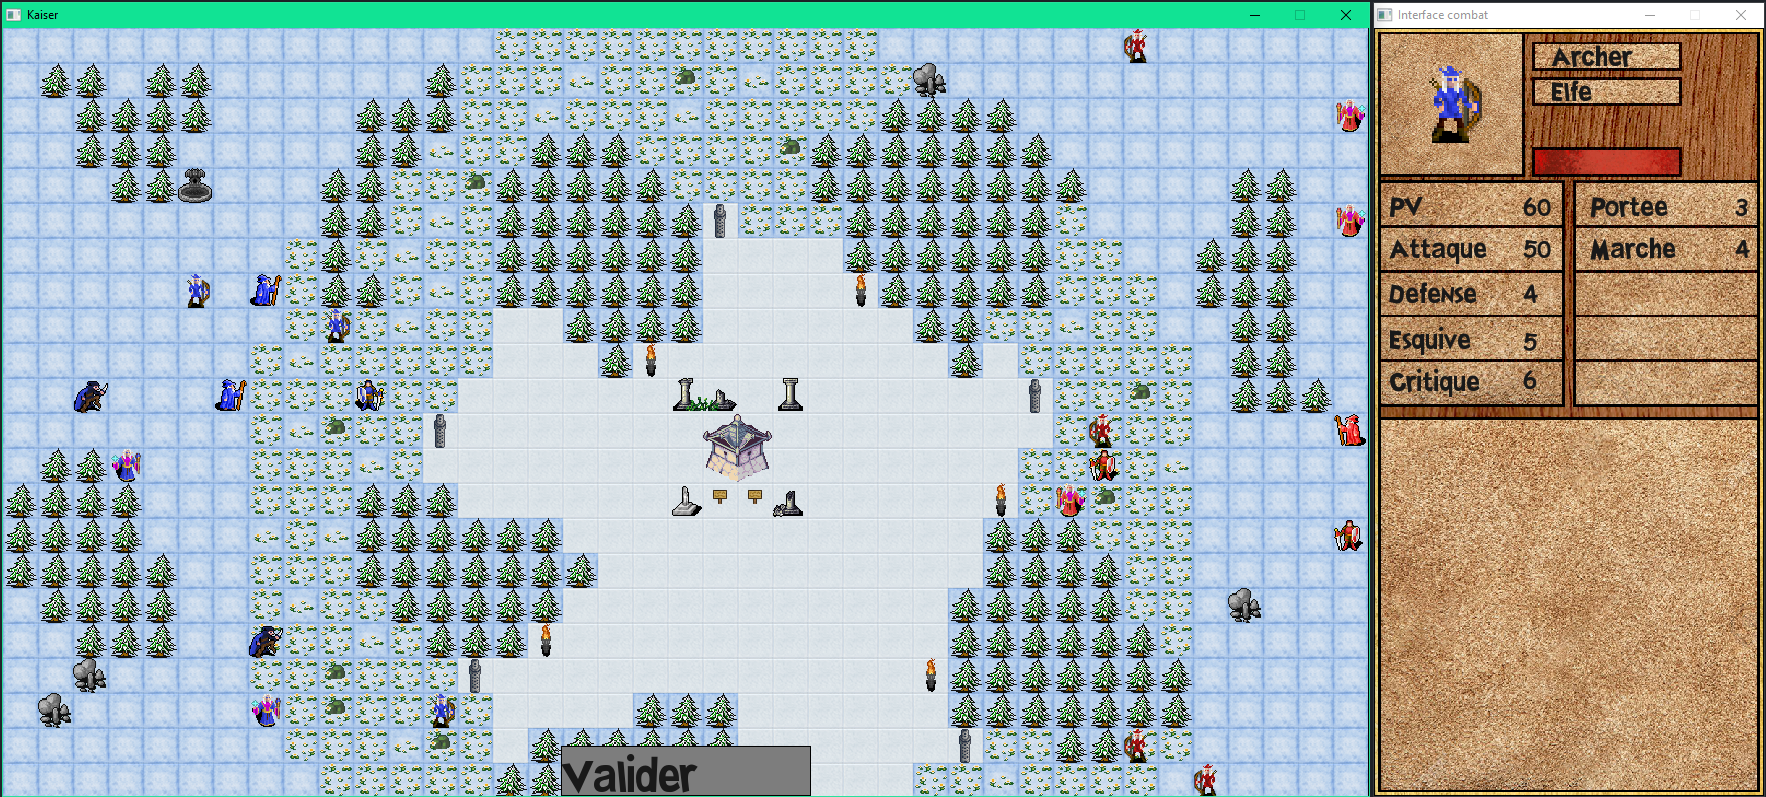 Kaiser
Interface combat
Archer
Elfe
PV 60
Portee 3
Attaque 50
Marche 4
Defense 4
Esquive 5
Critique 6
Valider